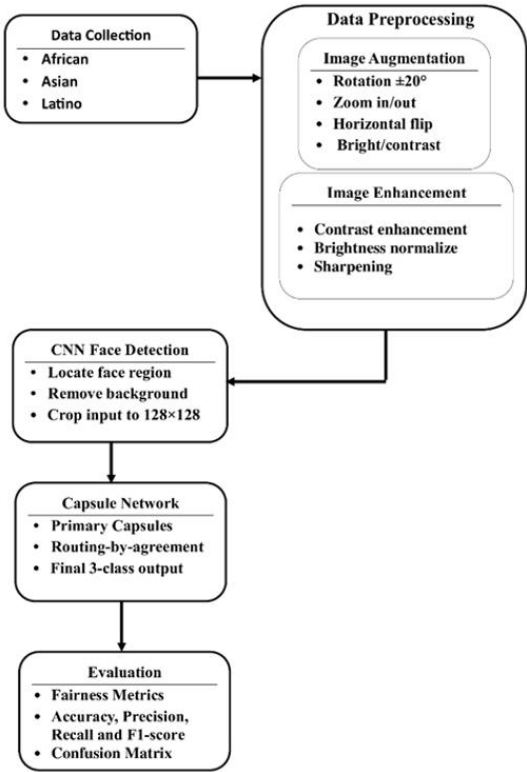 Data Collection
• African
• Asian
• Latino
Data Preprocessing
Image Augmentation
• Rotation ±20°
• Zoom in/out
• Horizontal flip
• Bright/contrast
Image Enhancement
• Contrast enhancement
• Brightness normalize
• Sharpening
CNN Face Detection
• Locate face region
• Remove background
• Crop input to 128×128
Capsule Network
• Primary Capsules
• Routing-by-agreement
• Final 3-class output
Evaluation
• Fairness Metrics
• Accuracy, Precision,
Recall and F1-score
• Confusion Matrix